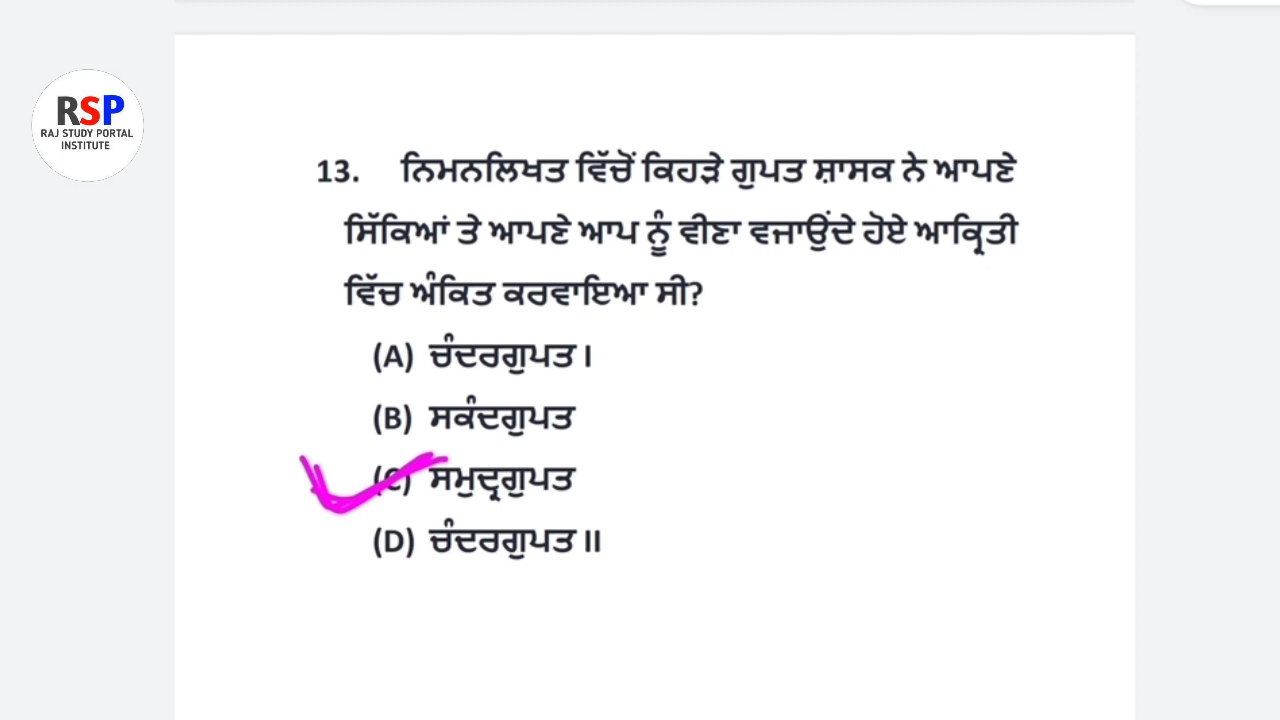 RSP
RAJ STUDY PORTAL
INSTITUTE
13. ਨਿਮਨਲਿਖਤ ਵਿੱਚੋਂ ਕਿਹੜੇ ਗੁਪਤ ਸ਼ਾਸਕ ਨੇ ਆਪਣੇ
ਸਿੱਕਿਆਂ ਤੇ ਆਪਣੇ ਆਪ ਨੂੰ ਵੀਣਾ ਵਜਾਉਂਦੇ ਹੋਏ ਆਕ੍ਰਿਤੀ
ਵਿੱਚ ਅੰਕਿਤ ਕਰਵਾਇਆ ਸੀ?
(A) ਚੰਦਰਗੁਪਤ I
(B) ਸਕੰਦਗੁਪਤ
(C) ਸਮੁਦ੍ਰਗੁਪਤ
(D) ਚੰਦਰਗੁਪਤ II